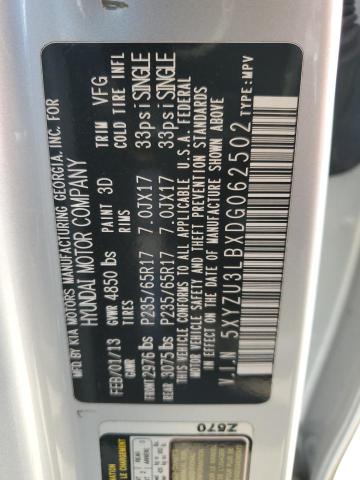 MFD. BY KIA MOTORS MANUFACTURING GEORGIA, INC. FOR
HYUNDAI MOTOR COMPANY
FEB/01/13 PAINT 3D TRIM VFG
GVWR 4850 lbs
GAWR TIRES RIMS COLD TIRE INFL
FRONT 2976 lbs P235/65R17 7.0JX17 33psi SINGLE
REAR 3075 lbs P235/65R17 7.0JX17 33psi SINGLE
THIS VEHICLE CONFORMS TO ALL APPLICABLE U.S.A. FEDERAL
MOTOR VEHICLE SAFETY BUMPER, AND THEFT PREVENTION
STANDARDS IN EFFECT ON THE DATE OF MANUFACTURE SHOWN ABOVE.
V.I.N 5XYZU3LBXDG062502 TYPE:MPV
Z670
LE CHARGEMENT